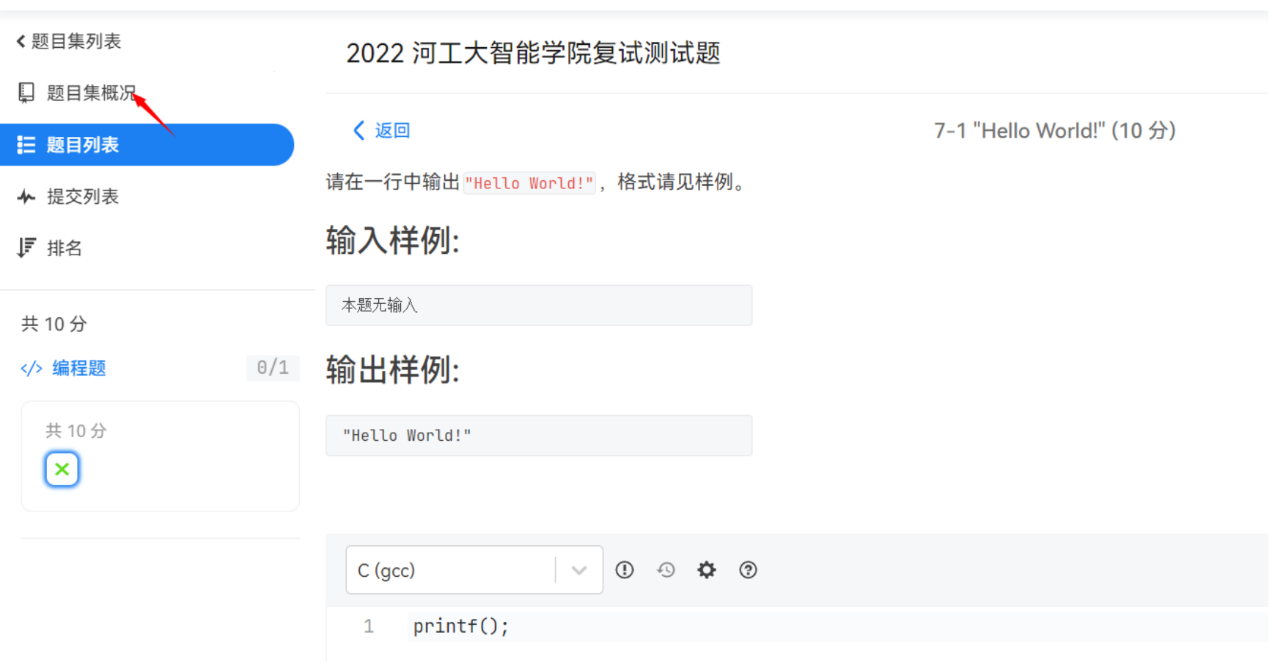 题目集列表
题目集概况
题目列表
提交列表
排名
共 10 分
编程题 0/1
共 10 分
2022 河工大智能学院复试测试题
返回
7-1 "Hello World!" (10 分)
请在一行中输出"Hello World!"，格式请见样例。
输入样例:
本题无输入
输出样例:
"Hello World!"
C (gcc)
1 printf();